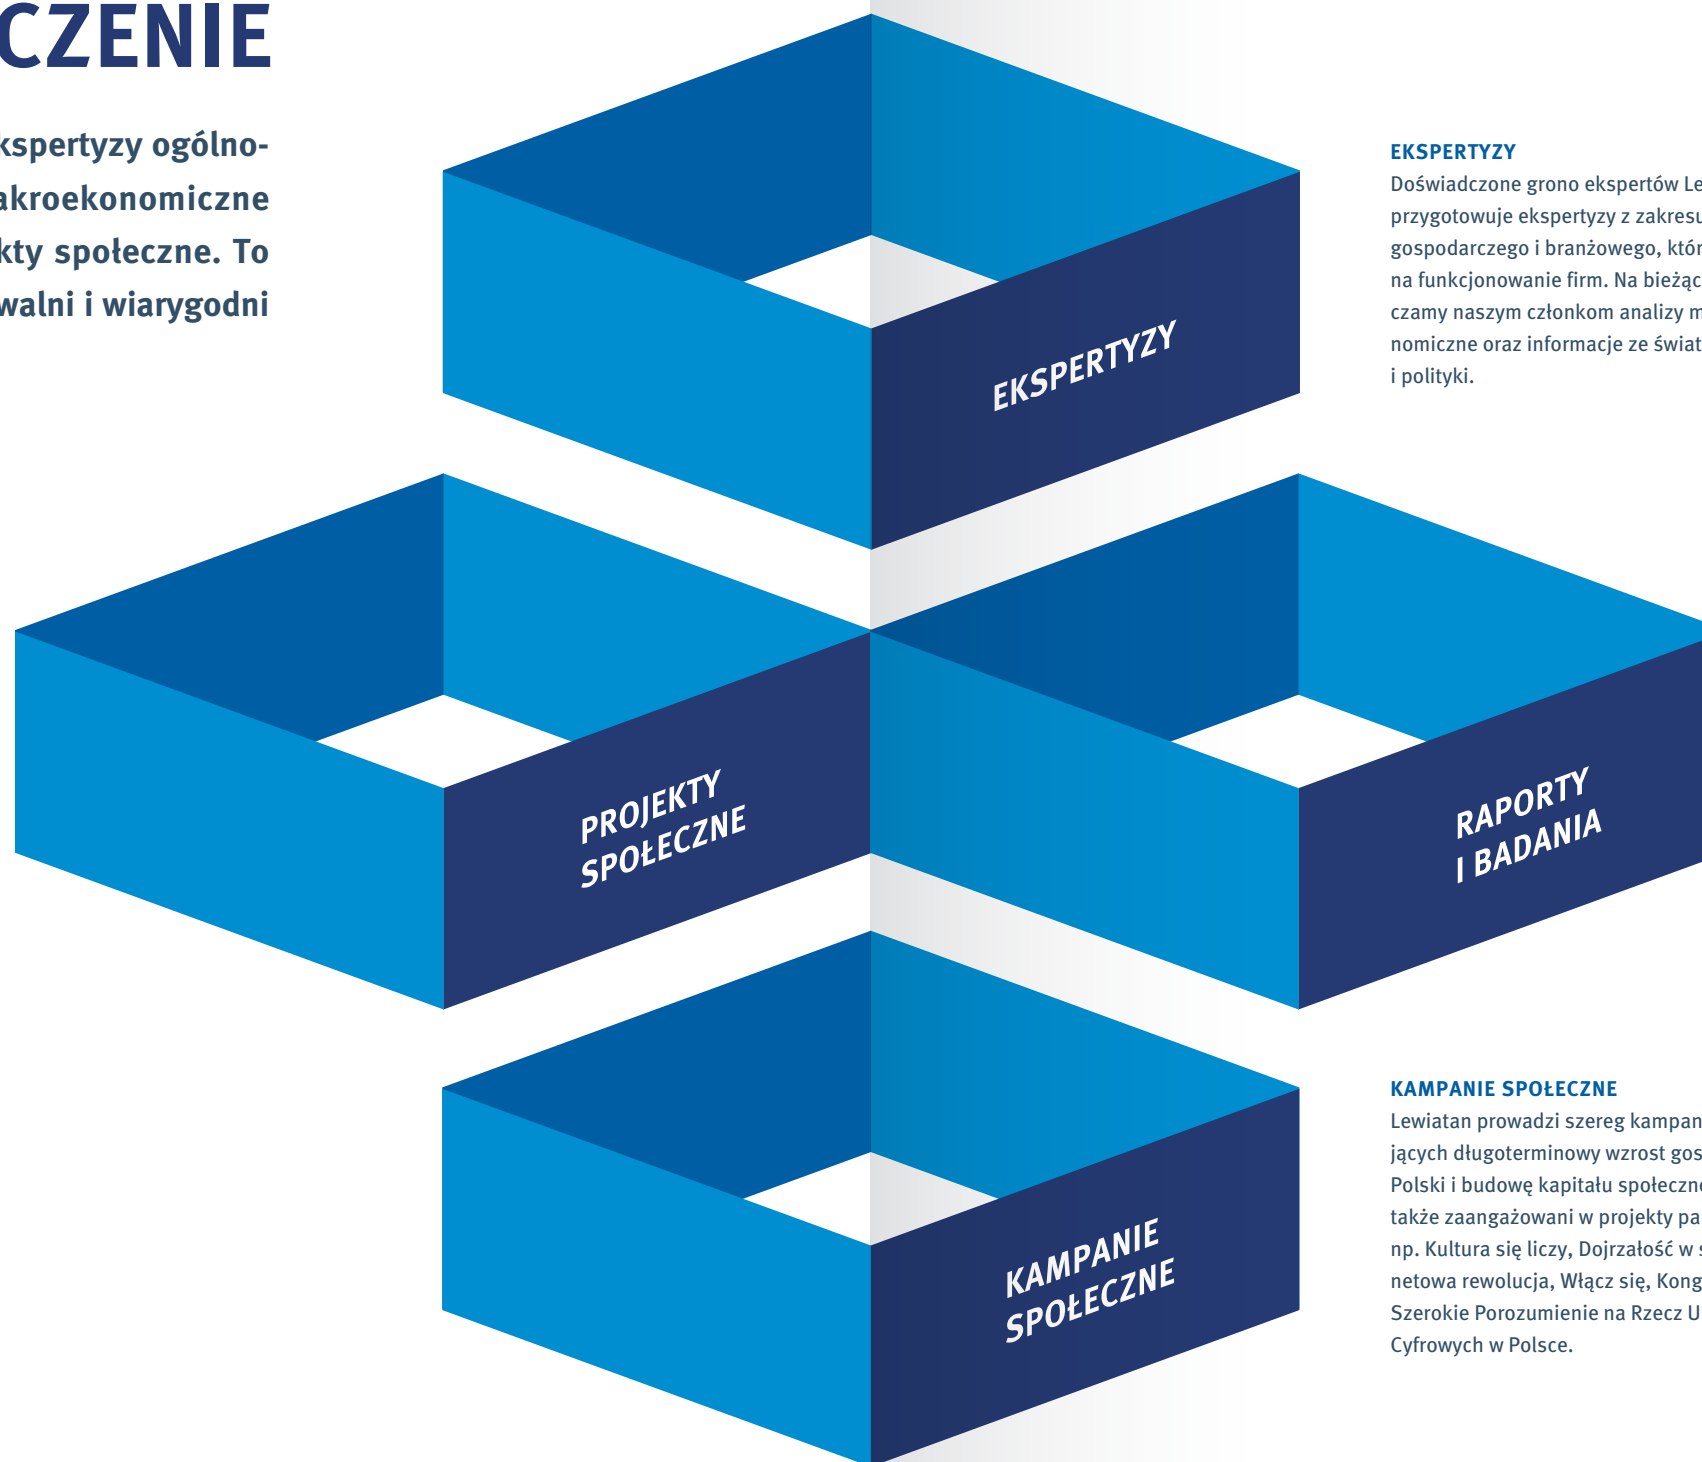 CZENIE
kspertyzy ogólno-
akroekonomiczne
kty społeczne. To
walni i wiarygodni
EKSPERTYZY
EKSPERTYZY
Doświadczone grono ekspertów Le
przygotowuje ekspertyzy z zakresu
gospodarczego i branżowego, któr
na funkcjonowanie firm. Na bieżąc
czamy naszym członkom analizy m
nomiczne oraz informacje ze świat
i polityki.
PROJEKTY
SPOŁECZNE
RAPORTY
I BADANIA
KAMPANIE
SPOŁECZNE
KAMPANIE SPOŁECZNE
Lewiatan prowadzi szereg kampan
jących długoterminowy wzrost gos
Polski i budowę kapitału społeczne
także zaangażowani w projekty pa
np. Kultura się liczy, Dojrzałość w s
netowa rewolucja, Włącz się, Kong
Szerokie Porozumienie na Rzecz U
Cyfrowych w Polsce.